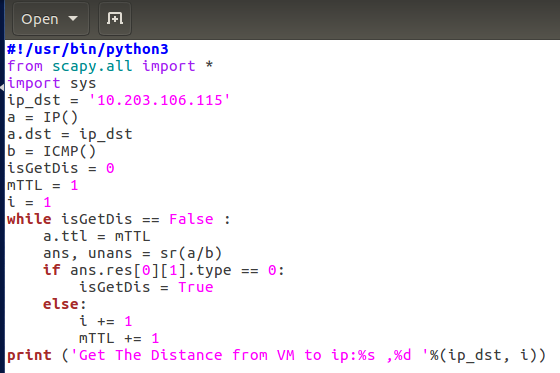 Open
#!/usr/bin/python3
from scapy.all import *
import sys
ip_dst = '10.203.106.115'
a = IP()
a.dst = ip_dst
b = ICMP()
isGetDis = 0
mTTL = 1
i = 1
while isGetDis == False :
    a.ttl = mTTL
    ans, unans = sr(a/b)
    if ans.res[0][1].type == 0:
        isGetDis = True
    else:
        i += 1
        mTTL += 1
print ('Get The Distance from VM to ip:%s ,%d '%(ip_dst, i))